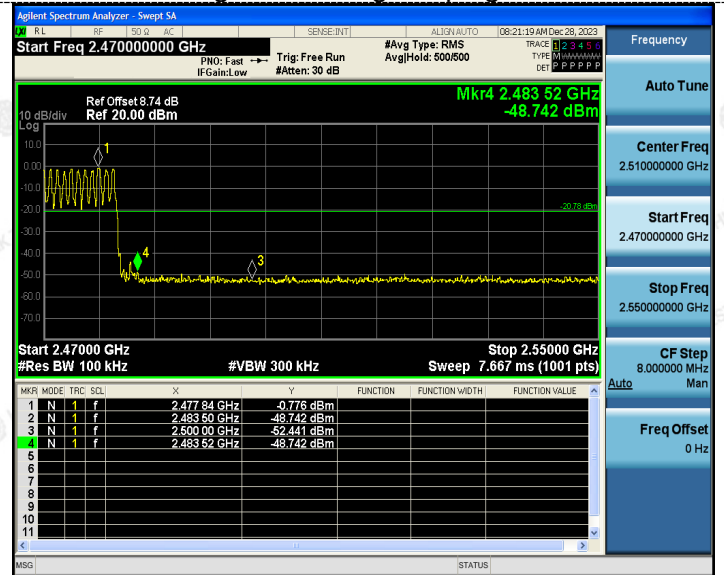 Agilent Spectrum Analyzer - Swept SA
LXI RL RF 50 Ω AC SENSE:INT ALIGN AUTO 08:21:19 AM Dec 28, 2023
Start Freq 2.470000000 GHz
#Avg Type: RMS
TRACE 1 2 3 4 5 6
PNO: Fast
Trig: Free Run
Avg|Hold: 500/500
TYPE M
IFGain:Low
#Atten: 30 dB
DET P P P P P P
Mkr4 2.483 52 GHz
-48.742 dBm
Ref Offset 8.74 dB
10 dB/div
Ref 20.00 dBm
Log
10.0
0.00
-10.0
-20.0
-30.0
-40.0
-50.0
-60.0
-70.0
1
-20.78 dBm
4
3
Start 2.47000 GHz
Stop 2.55000 GHz
#Res BW 100 kHz
#VBW 300 kHz
Sweep 7.667 ms (1001 pts)
MKR MODE TRC SCL X Y FUNCTION FUNCTION WIDTH FUNCTION VALUE
1 N 1 f 2.477 84 GHz -0.776 dBm
2 N 1 f 2.483 50 GHz -48.742 dBm
3 N 1 f 2.500 00 GHz -52.441 dBm
4 N 1 f 2.483 52 GHz -48.742 dBm
5
6
7
8
9
10
11
MSG
STATUS
Frequency
Auto Tune
Center Freq
2.510000000 GHz
Start Freq
2.470000000 GHz
Stop Freq
2.550000000 GHz
CF Step
8.000000 MHz
Auto Man
Freq Offset
0 Hz